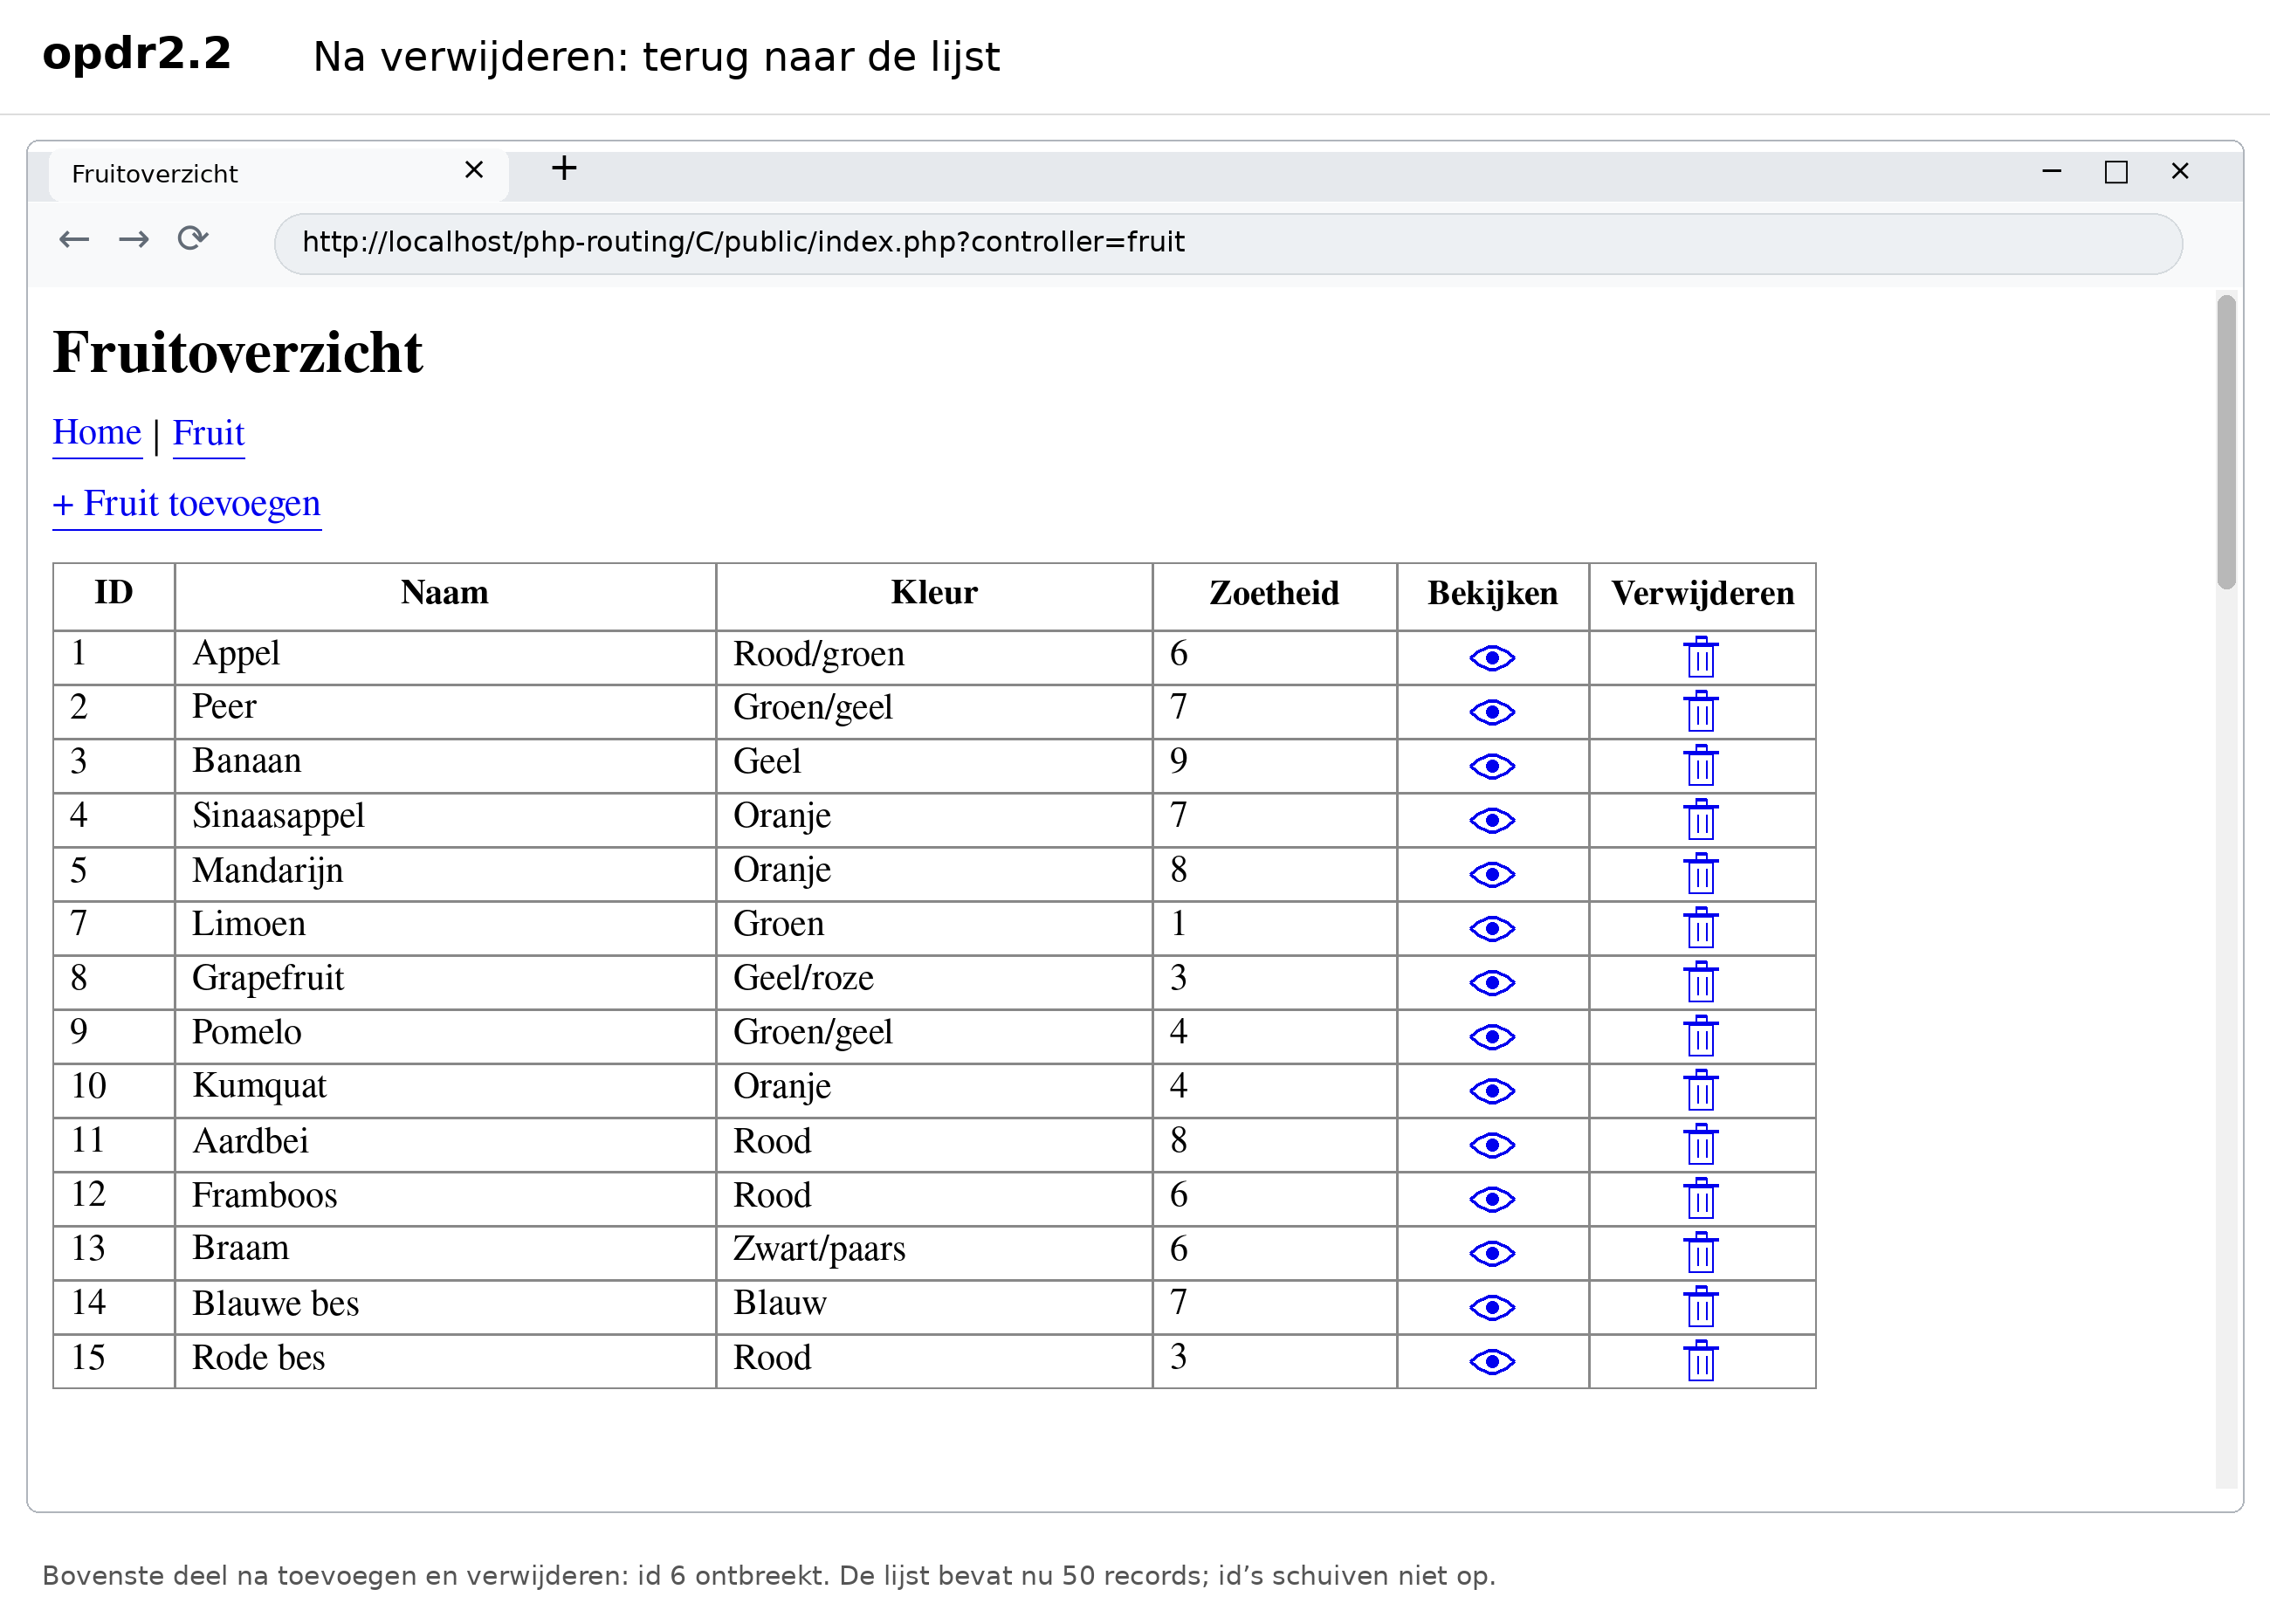 opdr2.2 Na verwijderen: terug naar de lijst
Fruitoverzicht × + − □ ×
← → ⟳ http://localhost/php-routing/C/public/index.php?controller=fruit
Fruitoverzicht
Home | Fruit
+ Fruit toevoegen
ID Naam Kleur Zoetheid Bekijken Verwijderen
1 Appel Rood/groen 6
2 Peer Groen/geel 7
3 Banaan Geel 9
4 Sinaasappel Oranje 7
5 Mandarijn Oranje 8
7 Limoen Groen 1
8 Grapefruit Geel/roze 3
9 Pomelo Groen/geel 4
10 Kumquat Oranje 4
11 Aardbei Rood 8
12 Framboos Rood 6
13 Braam Zwart/paars 6
14 Blauwe bes Blauw 7
15 Rode bes Rood 3
Bovenste deel na toevoegen en verwijderen: id 6 ontbreekt. De lijst bevat nu 50 records; id’s schuiven niet op.